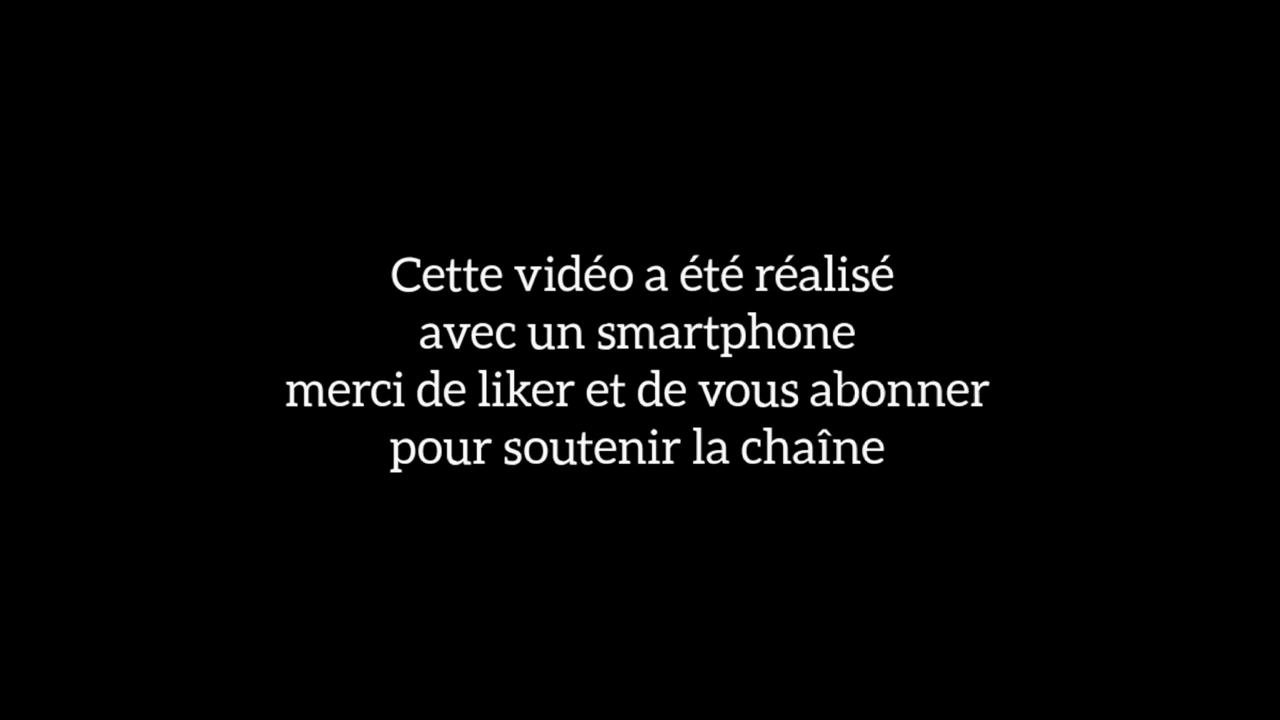 Cette vidéo a été réalisé
avec un smartphone
merci de liker et de vous abonner
pour soutenir la chaîne